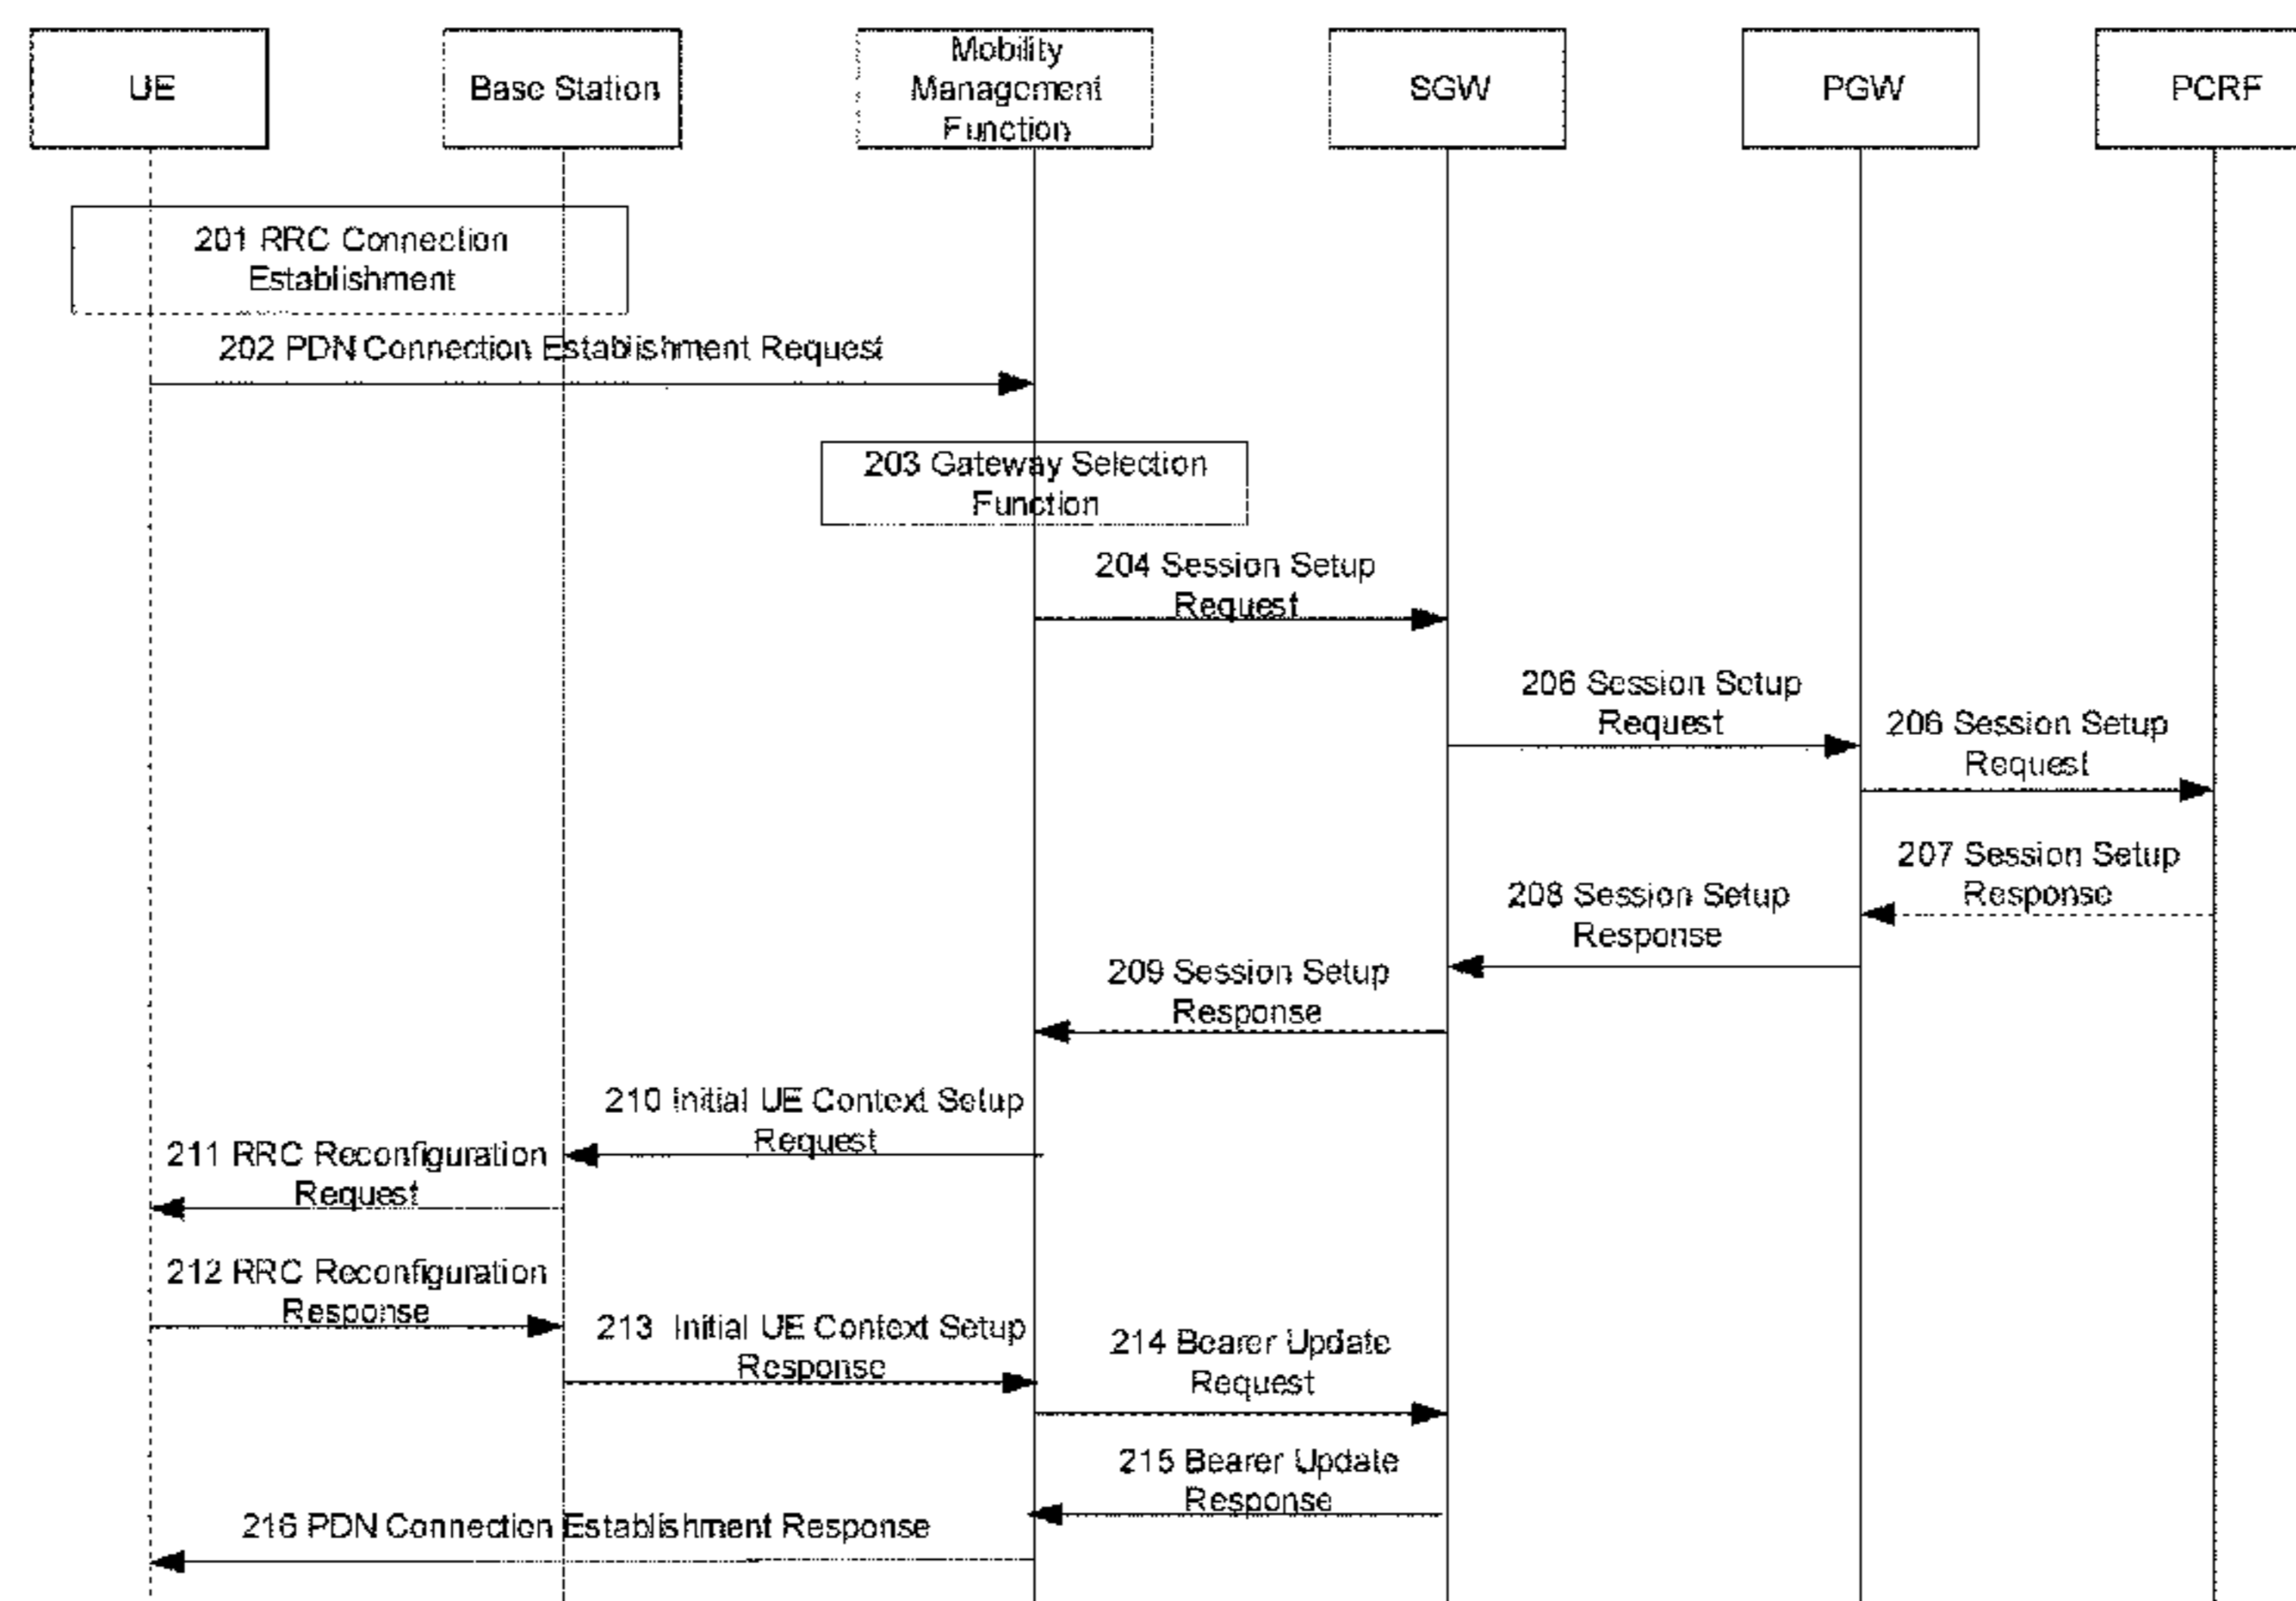 UE
Base Station
Mobility
Management
Function
SGW
PGW
PCRF
201 RRC Connection
Establishment
202 PDN Connection Establishment Request
203 Gateway Selection
Function
204 Session Setup
Request
206 Session Setup
Request
206 Session Setup
Request
207 Session Setup
Response
208 Session Setup
Response
209 Session Setup
Response
210 Initial UE Context Setup
Request
211 RRC Reconfiguration
Request
212 RRC Reconfiguration
Response
213 Initial UE Context Setup
Response
214 Bearer Update
Request
215 Bearer Update
Response
216 PDN Connection Establishment Response